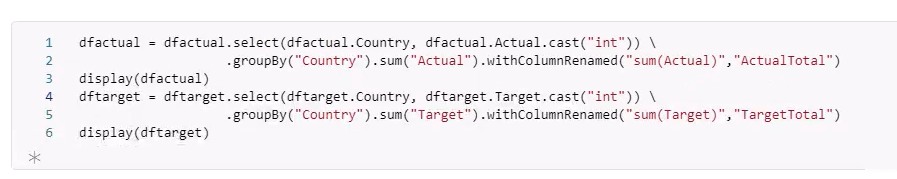 1 dfactual = dfactual.select(dfactual.Country, dfactual.Actual.cast("int")) \
2 .groupBy("Country").sum("Actual").withColumnRenamed("sum(Actual)","ActualTotal")
3 display(dfactual)
4 dftarget = dftarget.select(dftarget.Country, dftarget.Target.cast("int")) \
5 .groupBy("Country").sum("Target").withColumnRenamed("sum(Target)","TargetTotal")
6 display(dftarget)
*